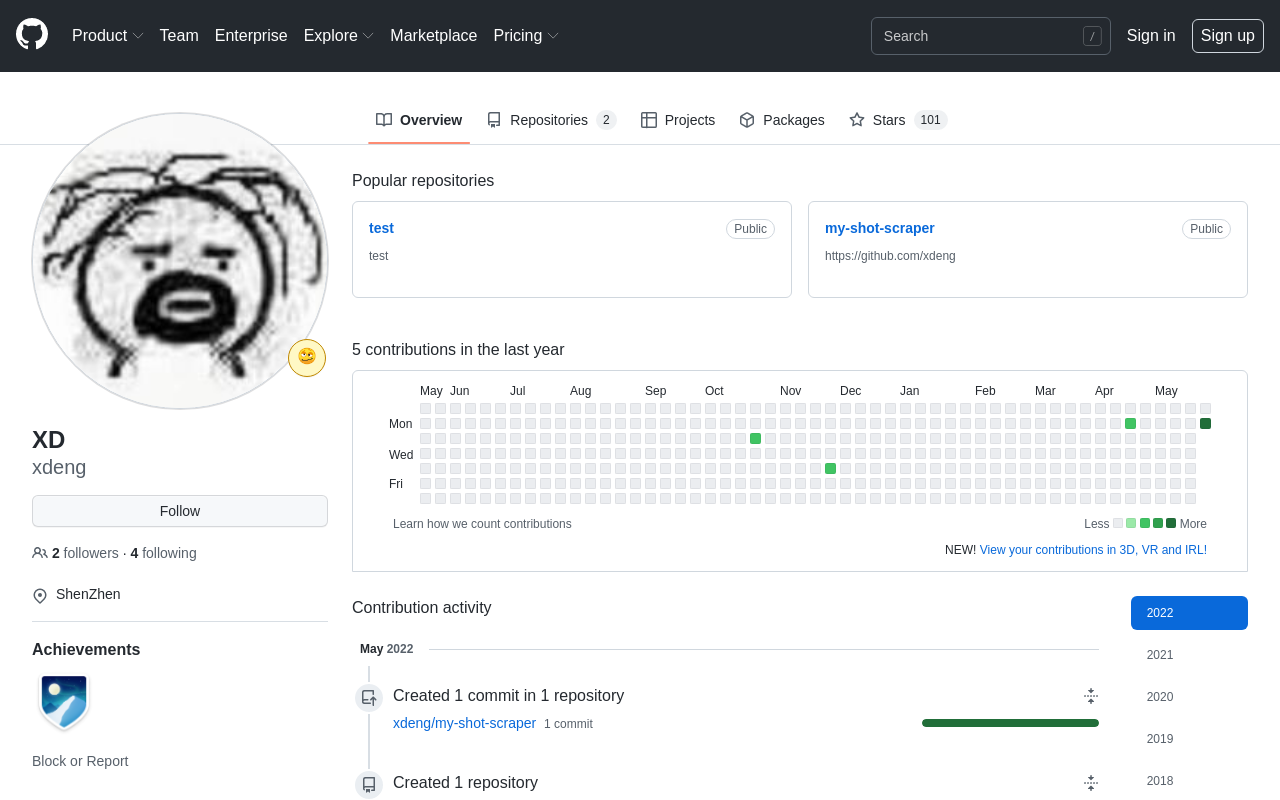 Product Team Enterprise Explore Marketplace Pricing Search / Sign in Sign up
Overview Repositories 2 Projects Packages Stars 101
XD
xdeng
Follow
2 followers · 4 following
ShenZhen
Achievements
Block or Report
Popular repositories
test Public
test
my-shot-scraper Public
https://github.com/xdeng
5 contributions in the last year
May Jun Jul Aug Sep Oct Nov Dec Jan Feb Mar Apr May
Mon
Wed
Fri
Learn how we count contributions Less More
NEW! View your contributions in 3D, VR and IRL!
Contribution activity
May 2022
Created 1 commit in 1 repository
xdeng/my-shot-scraper 1 commit
Created 1 repository
2022
2021
2020
2019
2018